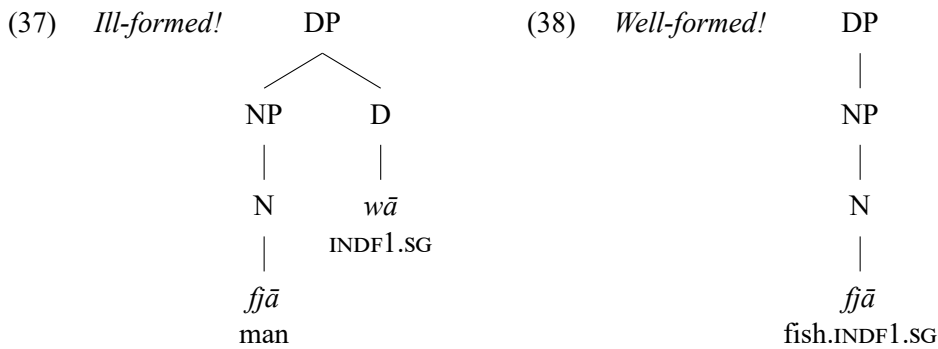 (37) Ill-formed! DP (38) Well-formed! DP
NP D NP
N wā N
INDF1.SG
fjā fjā
man fish.INDF1.SG